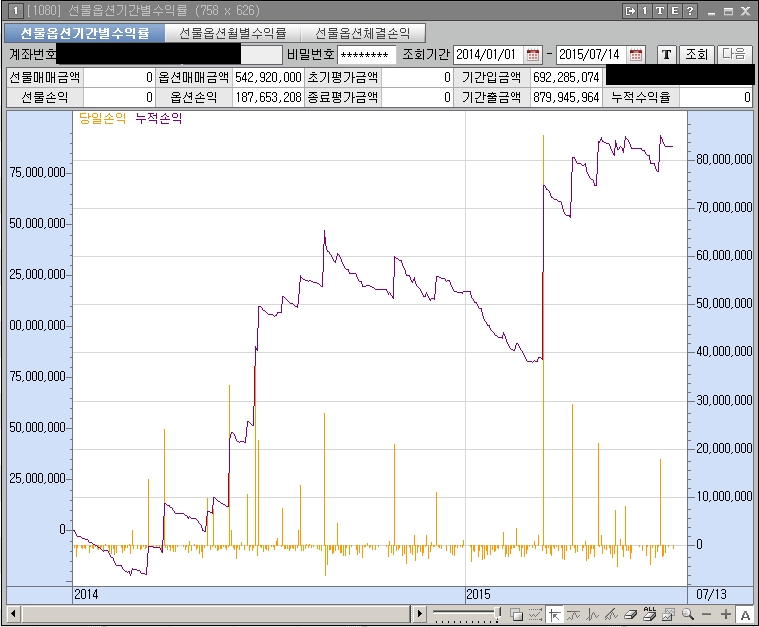 1 [1080] 선물옵션기간별수익률 (758 x 626) 1 T E ?
선물옵션기간별수익률 선물옵션월별수익률 선물옵션체결손익
계좌번호 비밀번호 ******** 조회기간 2014/01/01 - 2015/07/14 T 조회 다음
선물매매금액 0 옵션매매금액 542,920,000 초기평가금액 0 기간입금액 692,285,074
선물손익 0 옵션손익 187,653,208 종료평가금액 0 기간출금액 879,945,964 누적수익률 0
당일손익 누적손익
80,000,000
75,000,000
70,000,000
50,000,000
60,000,000
25,000,000
50,000,000
00,000,000
40,000,000
75,000,000
30,000,000
50,000,000
20,000,000
25,000,000
10,000,000
0
0
2014 2015 07/13
ALL A